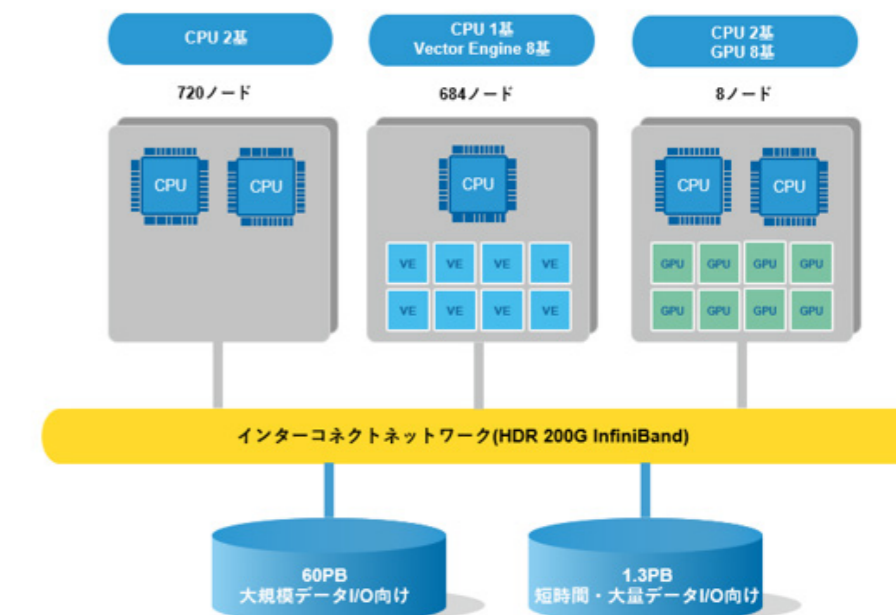 CPU 2基
CPU 1基
Vector Engine 8基
CPU 2基
GPU 8基
720ノード
684ノード
8ノード
CPU
CPU
CPU
CPU
CPU
VE
VE
VE
VE
GPU
GPU
GPU
GPU
VE
VE
VE
VE
GPU
GPU
GPU
GPU
インターコネクトネットワーク(HDR 200G InfiniBand)
60PB
大規模データI/O向け
1.3PB
短時間・大量データI/O向け